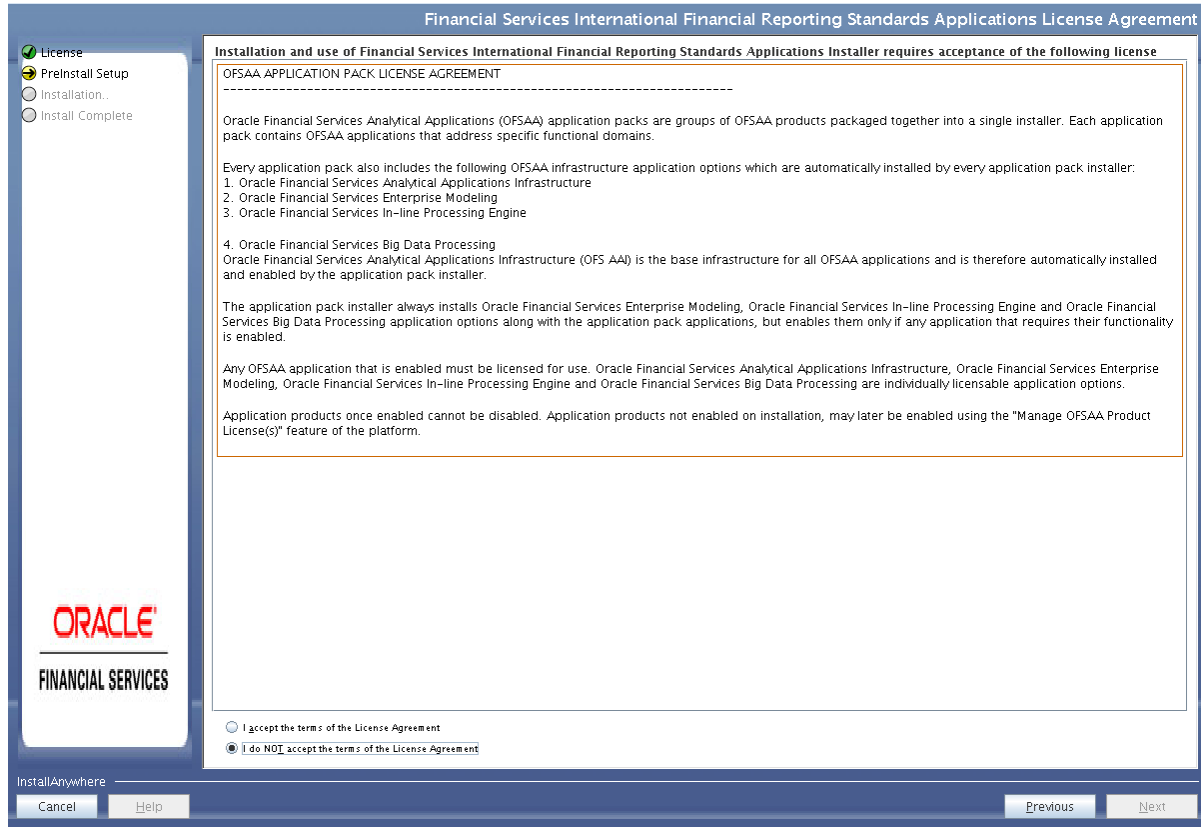 Financial Services International Financial Reporting Standards Applications License Agreement
License
PreInstall Setup
Installation..
Install Complete
Installation and use of Financial Services International Financial Reporting Standards Applications Installer requires acceptance of the following license
OFSAA APPLICATION PACK LICENSE AGREEMENT
-------------------------------------------------------------------------
Oracle Financial Services Analytical Applications (OFSAA) application packs are groups of OFSAA products packaged together into a single installer. Each application
pack contains OFSAA applications that address specific functional domains.
Every application pack also includes the following OFSAA infrastructure application options which are automatically installed by every application pack installer:
1. Oracle Financial Services Analytical Applications Infrastructure
2. Oracle Financial Services Enterprise Modeling
3. Oracle Financial Services In-line Processing Engine
4. Oracle Financial Services Big Data Processing
Oracle Financial Services Analytical Applications Infrastructure (OFS AAI) is the base infrastructure for all OFSAA applications and is therefore automatically installed
and enabled by the application pack installer.
The application pack installer always installs Oracle Financial Services Enterprise Modeling, Oracle Financial Services In-line Processing Engine and Oracle Financial
Services Big Data Processing application options along with the application pack applications, but enables them only if any application that requires their functionality
is enabled.
Any OFSAA application that is enabled must be licensed for use. Oracle Financial Services Analytical Applications Infrastructure, Oracle Financial Services Enterprise
Modeling, Oracle Financial Services In-line Processing Engine and Oracle Financial Services Big Data Processing are individually licensable application options.
Application products once enabled cannot be disabled. Application products not enabled on installation, may later be enabled using the "Manage OFSAA Product
License(s)" feature of the platform.
ORACLE
FINANCIAL SERVICES
I accept the terms of the License Agreement
I do NOT accept the terms of the License Agreement
InstallAnywhere
Cancel
Help
Previous
Next